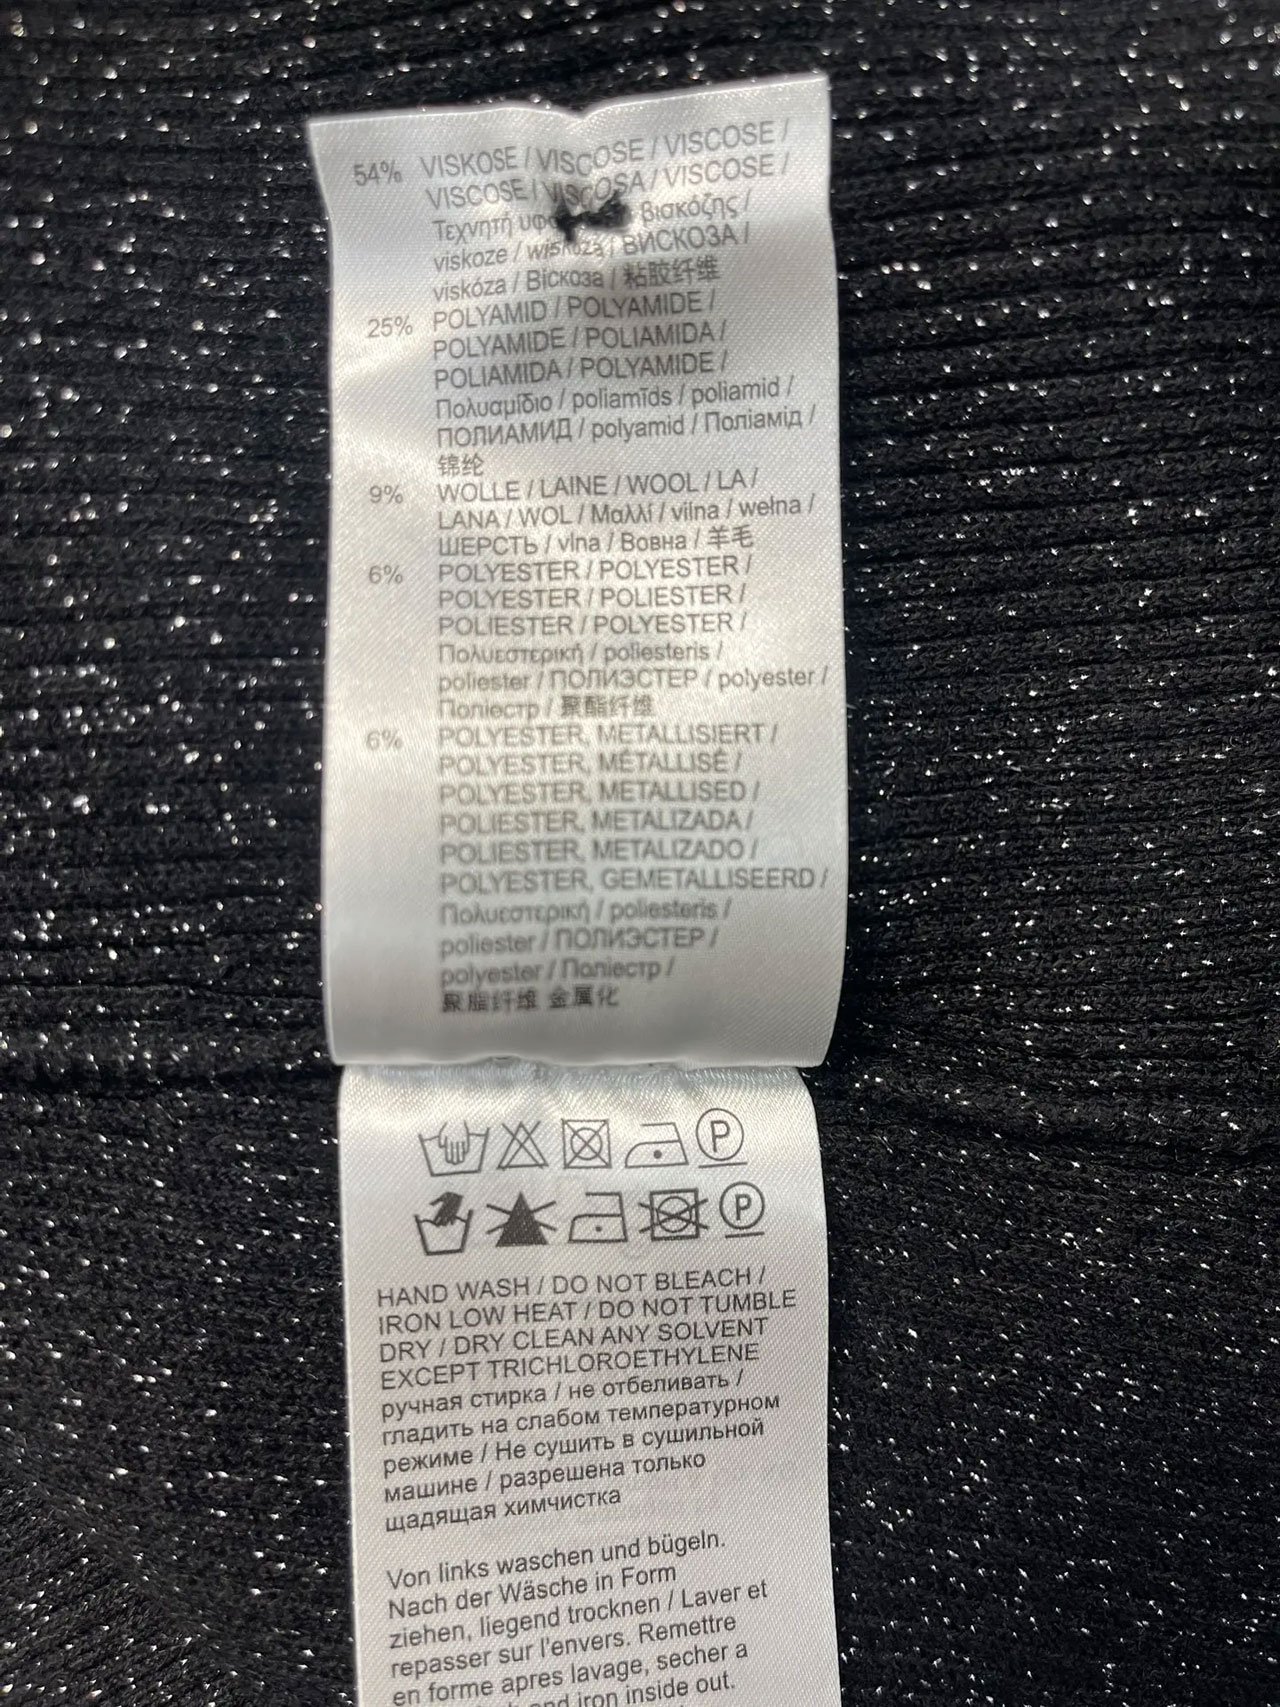 54% VISKOSE / VISCOSE / VISCOSE /
VISCOSE / VISCOSA / VISCOSE /
Τεχνητή βισκόζης /
viskoze / wiskoza / ВИСКОЗА /
viskóza / Віскоза / 粘胶纤维
25% POLYAMID / POLYAMIDE /
POLYAMIDE / POLIAMIDA /
POLIAMIDA / POLYAMIDE /
Πολυαμίδιο / poliamīds / poliamid /
ПОЛИАМИД / polyamid / Поліамід /
锦纶
9% WOLLE / LAINE / WOOL / LA /
LANA / WOL / Μαλλί / vilna / wełna /
ШЕРСТЬ / vlna / Вовна / 羊毛
6% POLYESTER / POLYESTER /
POLYESTER / POLIESTER /
POLIESTER / POLYESTER /
Πολυεστερική / poliesteris /
poliester / ПОЛИЭСТЕР / polyester /
Поліестр / 聚酯纤维
6% POLYESTER, METALLISIERT /
POLYESTER, MÉTALLISÉ /
POLYESTER, METALLISED /
POLIESTER, METALIZADA /
POLIESTER, METALIZADO /
POLYESTER, GEMETALLISEERD /
Πολυεστερική / poliesteris /
poliester / ПОЛИЭСТЕР /
polyester / Поліестр /
聚酯纤维 金属化
P
P
HAND WASH / DO NOT BLEACH /
IRON LOW HEAT / DO NOT TUMBLE
DRY / DRY CLEAN ANY SOLVENT
EXCEPT TRICHLOROETHYLENE
ручная стирка / не отбеливать /
гладить на слабом температурном
режиме / Не сушить в сушильной
машине / разрешена только
щадящая химчистка
Von links waschen und bügeln.
Nach der Wäsche in Form
ziehen, liegend trocknen / Laver et
repasser sur l'envers. Remettre
en forme apres lavage, secher a
and iron inside out.